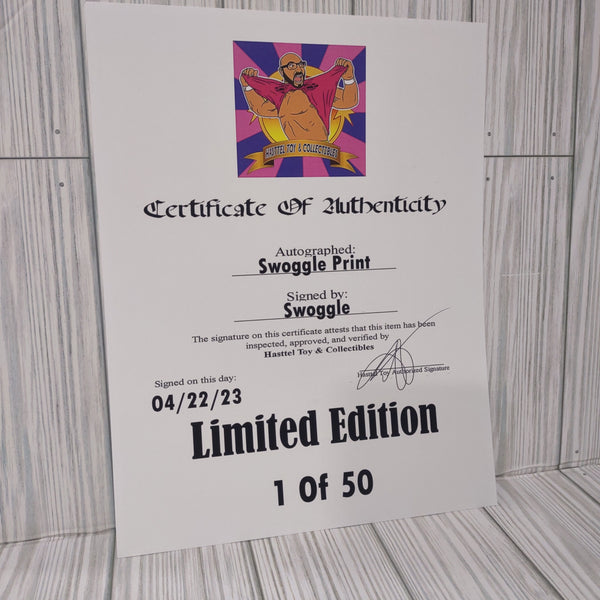 HASTTEL TOY & COLLECTIBLES
Certificate Of Authenticity
Autographed:
Swoggle Print
Signed by:
Swoggle
The signature on this certificate attests that this item has been
inspected, approved, and verified by
Hasttel Toy & Collectibles
Hasttel Toy Authorized Signature
Signed on this day:
04/22/23
Limited Edition
1 Of 50